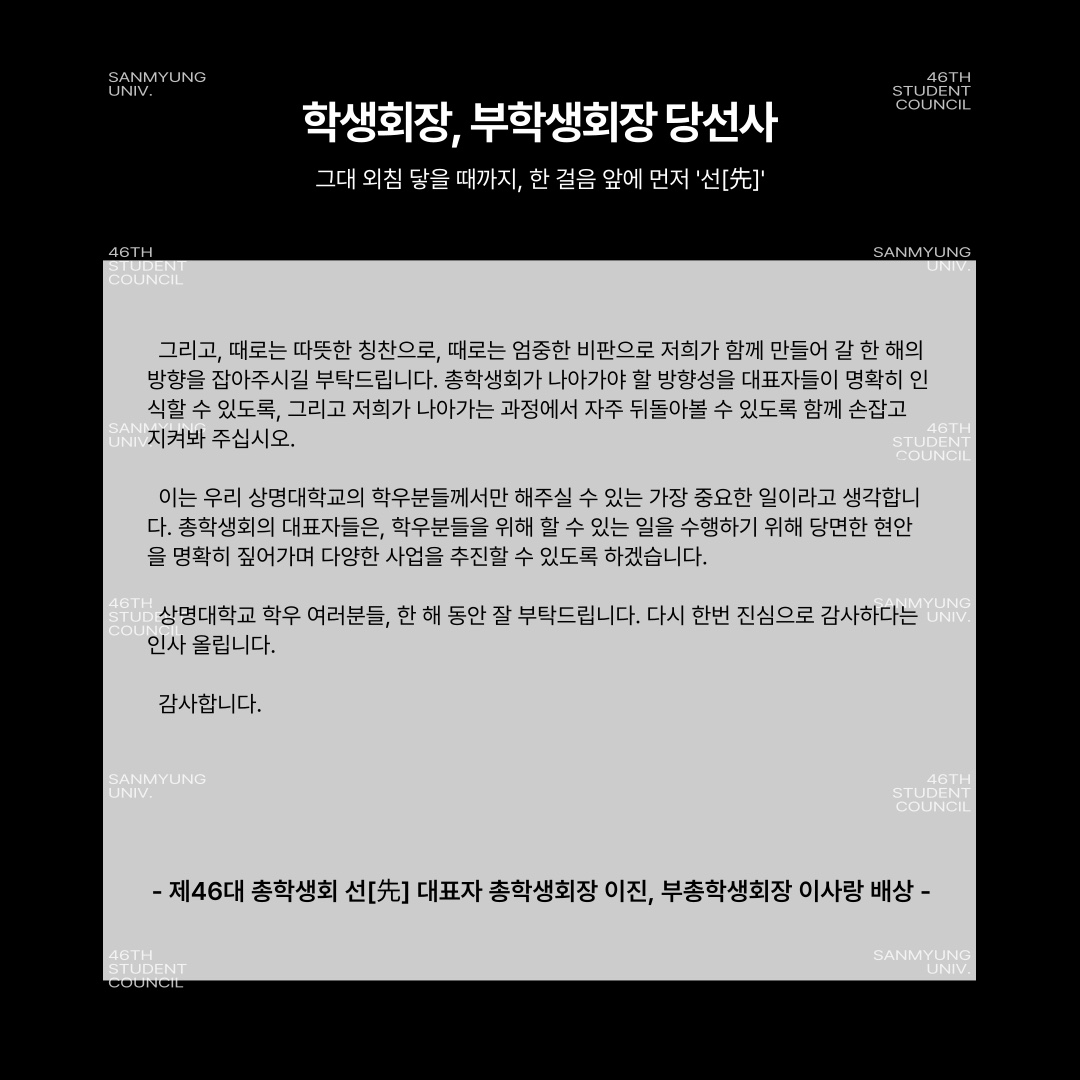 SANMYUNG
UNIV.
46TH
STUDENT
COUNCIL
학생회장, 부학생회장 당선사
그대 외침 닿을 때까지, 한 걸음 앞에 먼저 '선[先]'
46TH
STUDENT
COUNCIL
SANMYUNG
UNIV.
그리고, 때로는 따뜻한 칭찬으로, 때로는 엄중한 비판으로 저희가 함께 만들어 갈 한 해의
방향을 잡아주시길 부탁드립니다. 총학생회가 나아가야 할 방향성을 대표자들이 명확히 인
식할 수 있도록, 그리고 저희가 나아가는 과정에서 자주 뒤돌아볼 수 있도록 함께 손잡고
지켜봐 주십시오.
SANMYUNG
UNIV.
46TH
STUDENT
COUNCIL
이는 우리 상명대학교의 학우분들께서만 해주실 수 있는 가장 중요한 일이라고 생각합니
다. 총학생회의 대표자들은, 학우분들을 위해 할 수 있는 일을 수행하기 위해 당면한 현안
을 명확히 짚어가며 다양한 사업을 추진할 수 있도록 하겠습니다.
46TH
STUDENT
COUNCIL
SANMYUNG
UNIV.
상명대학교 학우 여러분들, 한 해 동안 잘 부탁드립니다. 다시 한번 진심으로 감사하다는
인사 올립니다.
감사합니다.
SANMYUNG
UNIV.
46TH
STUDENT
COUNCIL
- 제46대 총학생회 선[先] 대표자 총학생회장 이진, 부총학생회장 이사랑 배상 -
46TH
STUDENT
COUNCIL
SANMYUNG
UNIV.